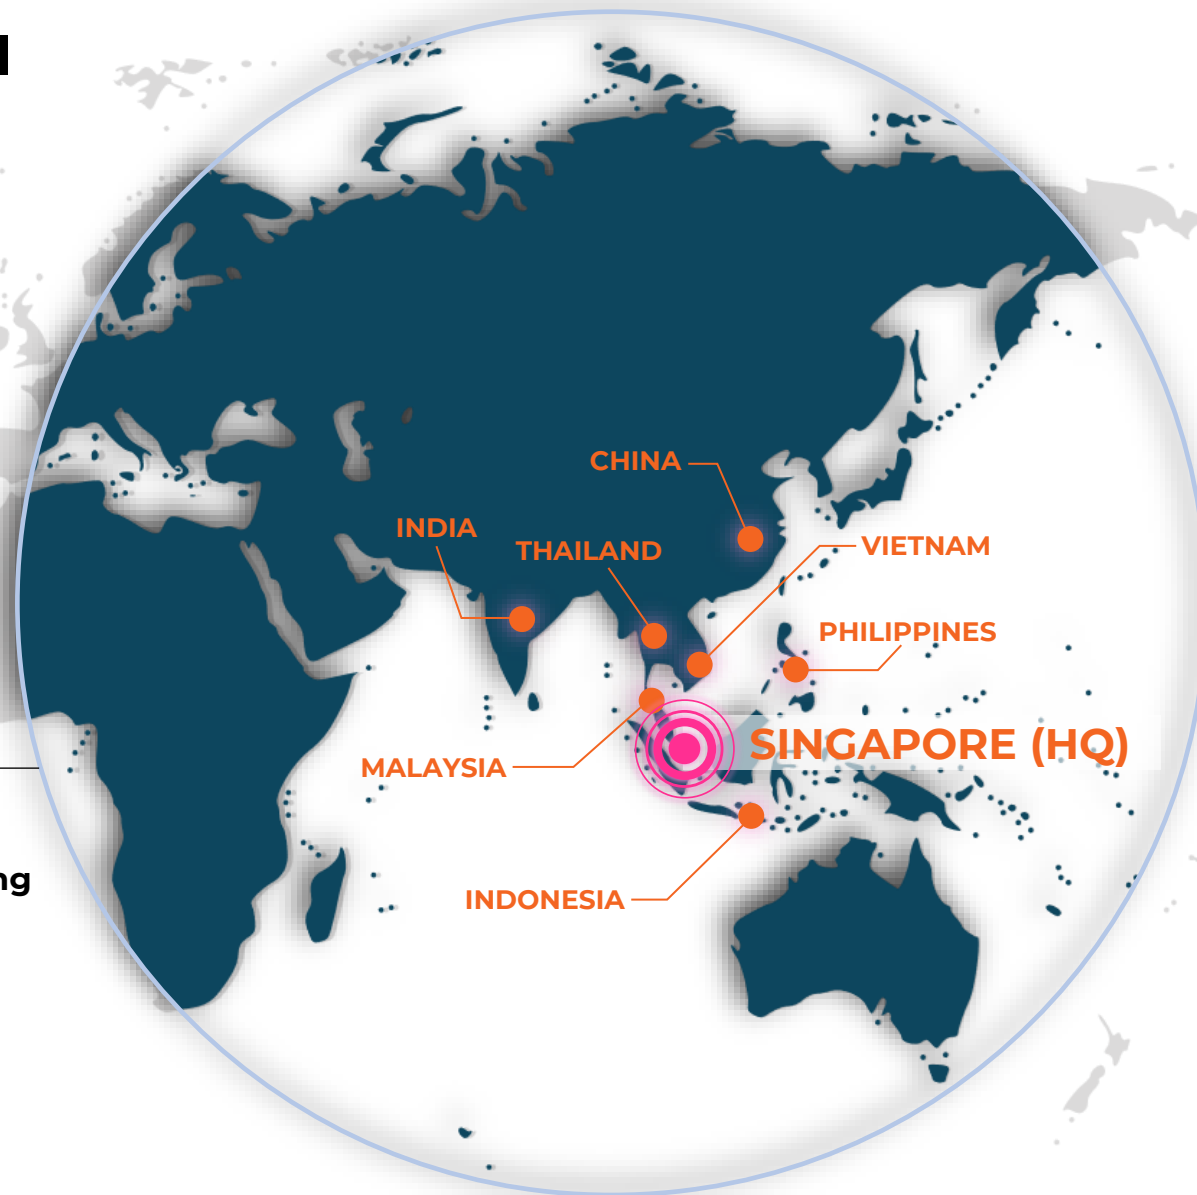 CHINA
INDIA
THAILAND
VIETNAM
PHILIPPINES
SINGAPORE (HQ)
MALAYSIA
ng
INDONESIA